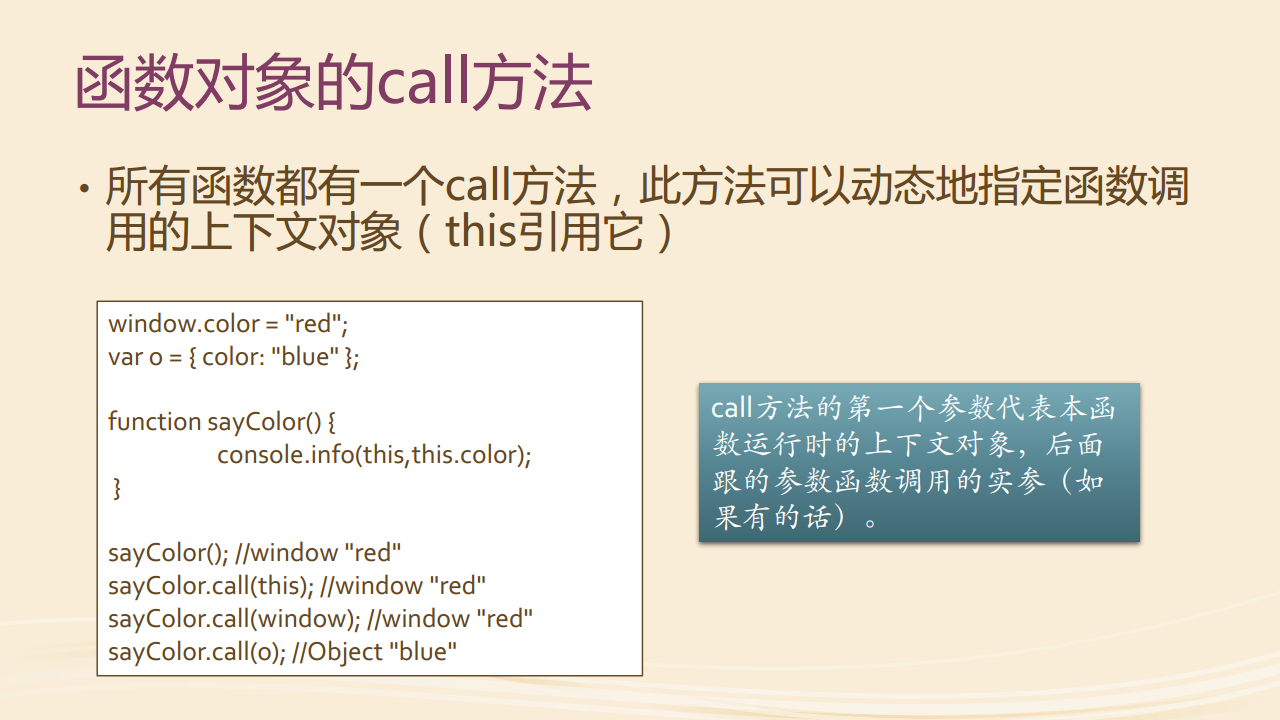 函数对象的call方法
• 所有函数都有一个call方法，此方法可以动态地指定函数调
用的上下文对象（this引用它）
window.color = "red";
var o = { color: "blue" };
function sayColor() {
console.info(this,this.color);
}
sayColor(); //window "red"
sayColor.call(this); //window "red"
sayColor.call(window); //window "red"
sayColor.call(o); //Object "blue"
call方法的第一个参数代表本函
数运行时的上下文对象，后面
跟的参数函数调用的实参（如
果有的话）。